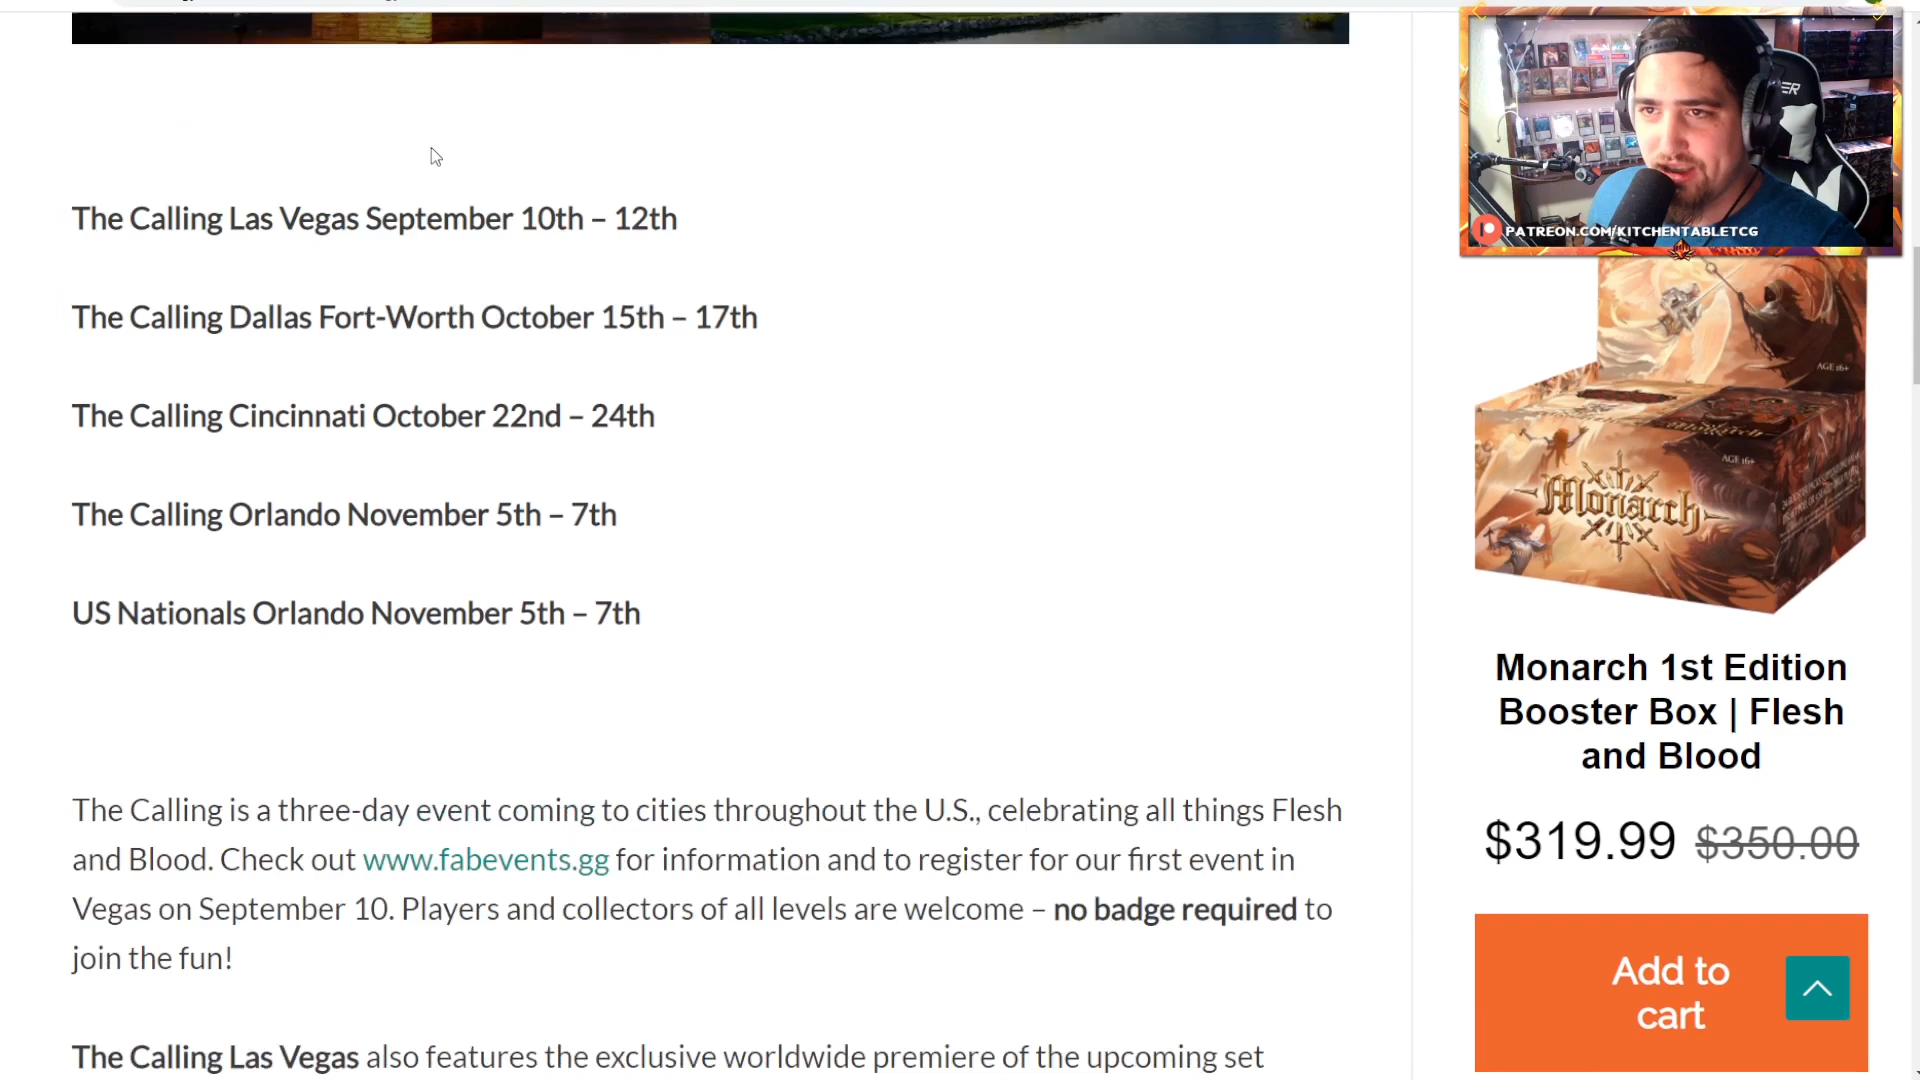 PATREON.COM/KITCHENTABLETCG
The Calling Las Vegas September 10th – 12th
The Calling Dallas Fort-Worth October 15th – 17th
The Calling Cincinnati October 22nd – 24th
The Calling Orlando November 5th – 7th
US Nationals Orlando November 5th – 7th
The Calling is a three-day event coming to cities throughout the U.S., celebrating all things Flesh
and Blood. Check out www.fabevents.gg for information and to register for our first event in
Vegas on September 10. Players and collectors of all levels are welcome – no badge required to
join the fun!
The Calling Las Vegas also features the exclusive worldwide premiere of the upcoming set
AGE 16+
AGE 16+
Monarch
Monarch 1st Edition
Booster Box | Flesh
and Blood
$319.99 $350.00
Add to
cart